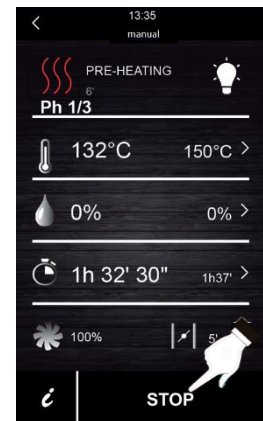 13:35
manual
PRE-HEATING
6'
Ph 1/3
132°C 150°C >
0% 0% >
1h 32' 30" 1h37' >
100% 5'
i STOP